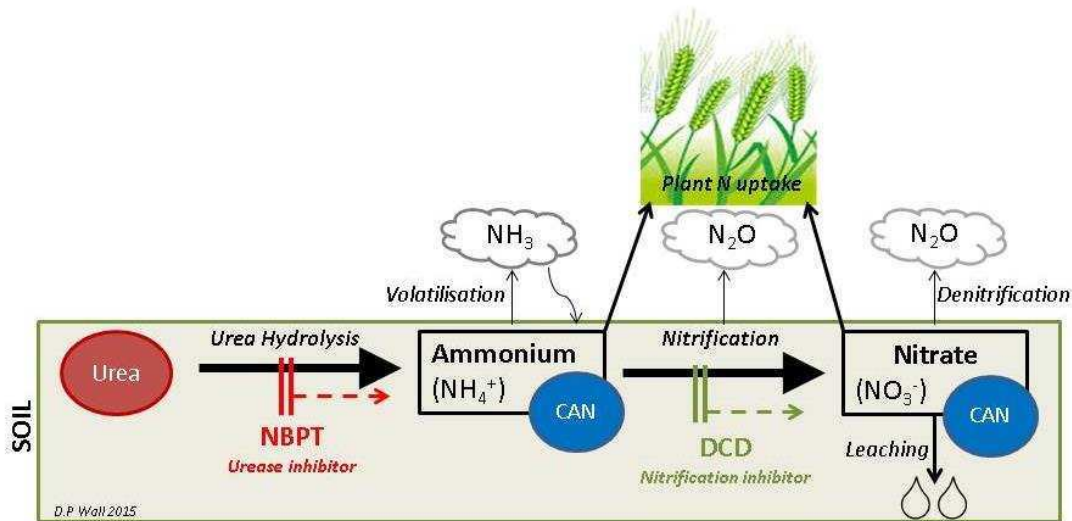 Plant N uptake
NH₃
N₂O
N₂O
Volatilisation
Denitrification
Urea
Urea Hydrolysis
Ammonium
(NH₄⁺)
CAN
Nitrification
Nitrate
(NO₃⁻)
CAN
NBPT
Urease inhibitor
DCD
Nitrification inhibitor
Leaching
SOIL
D.P Wall 2015